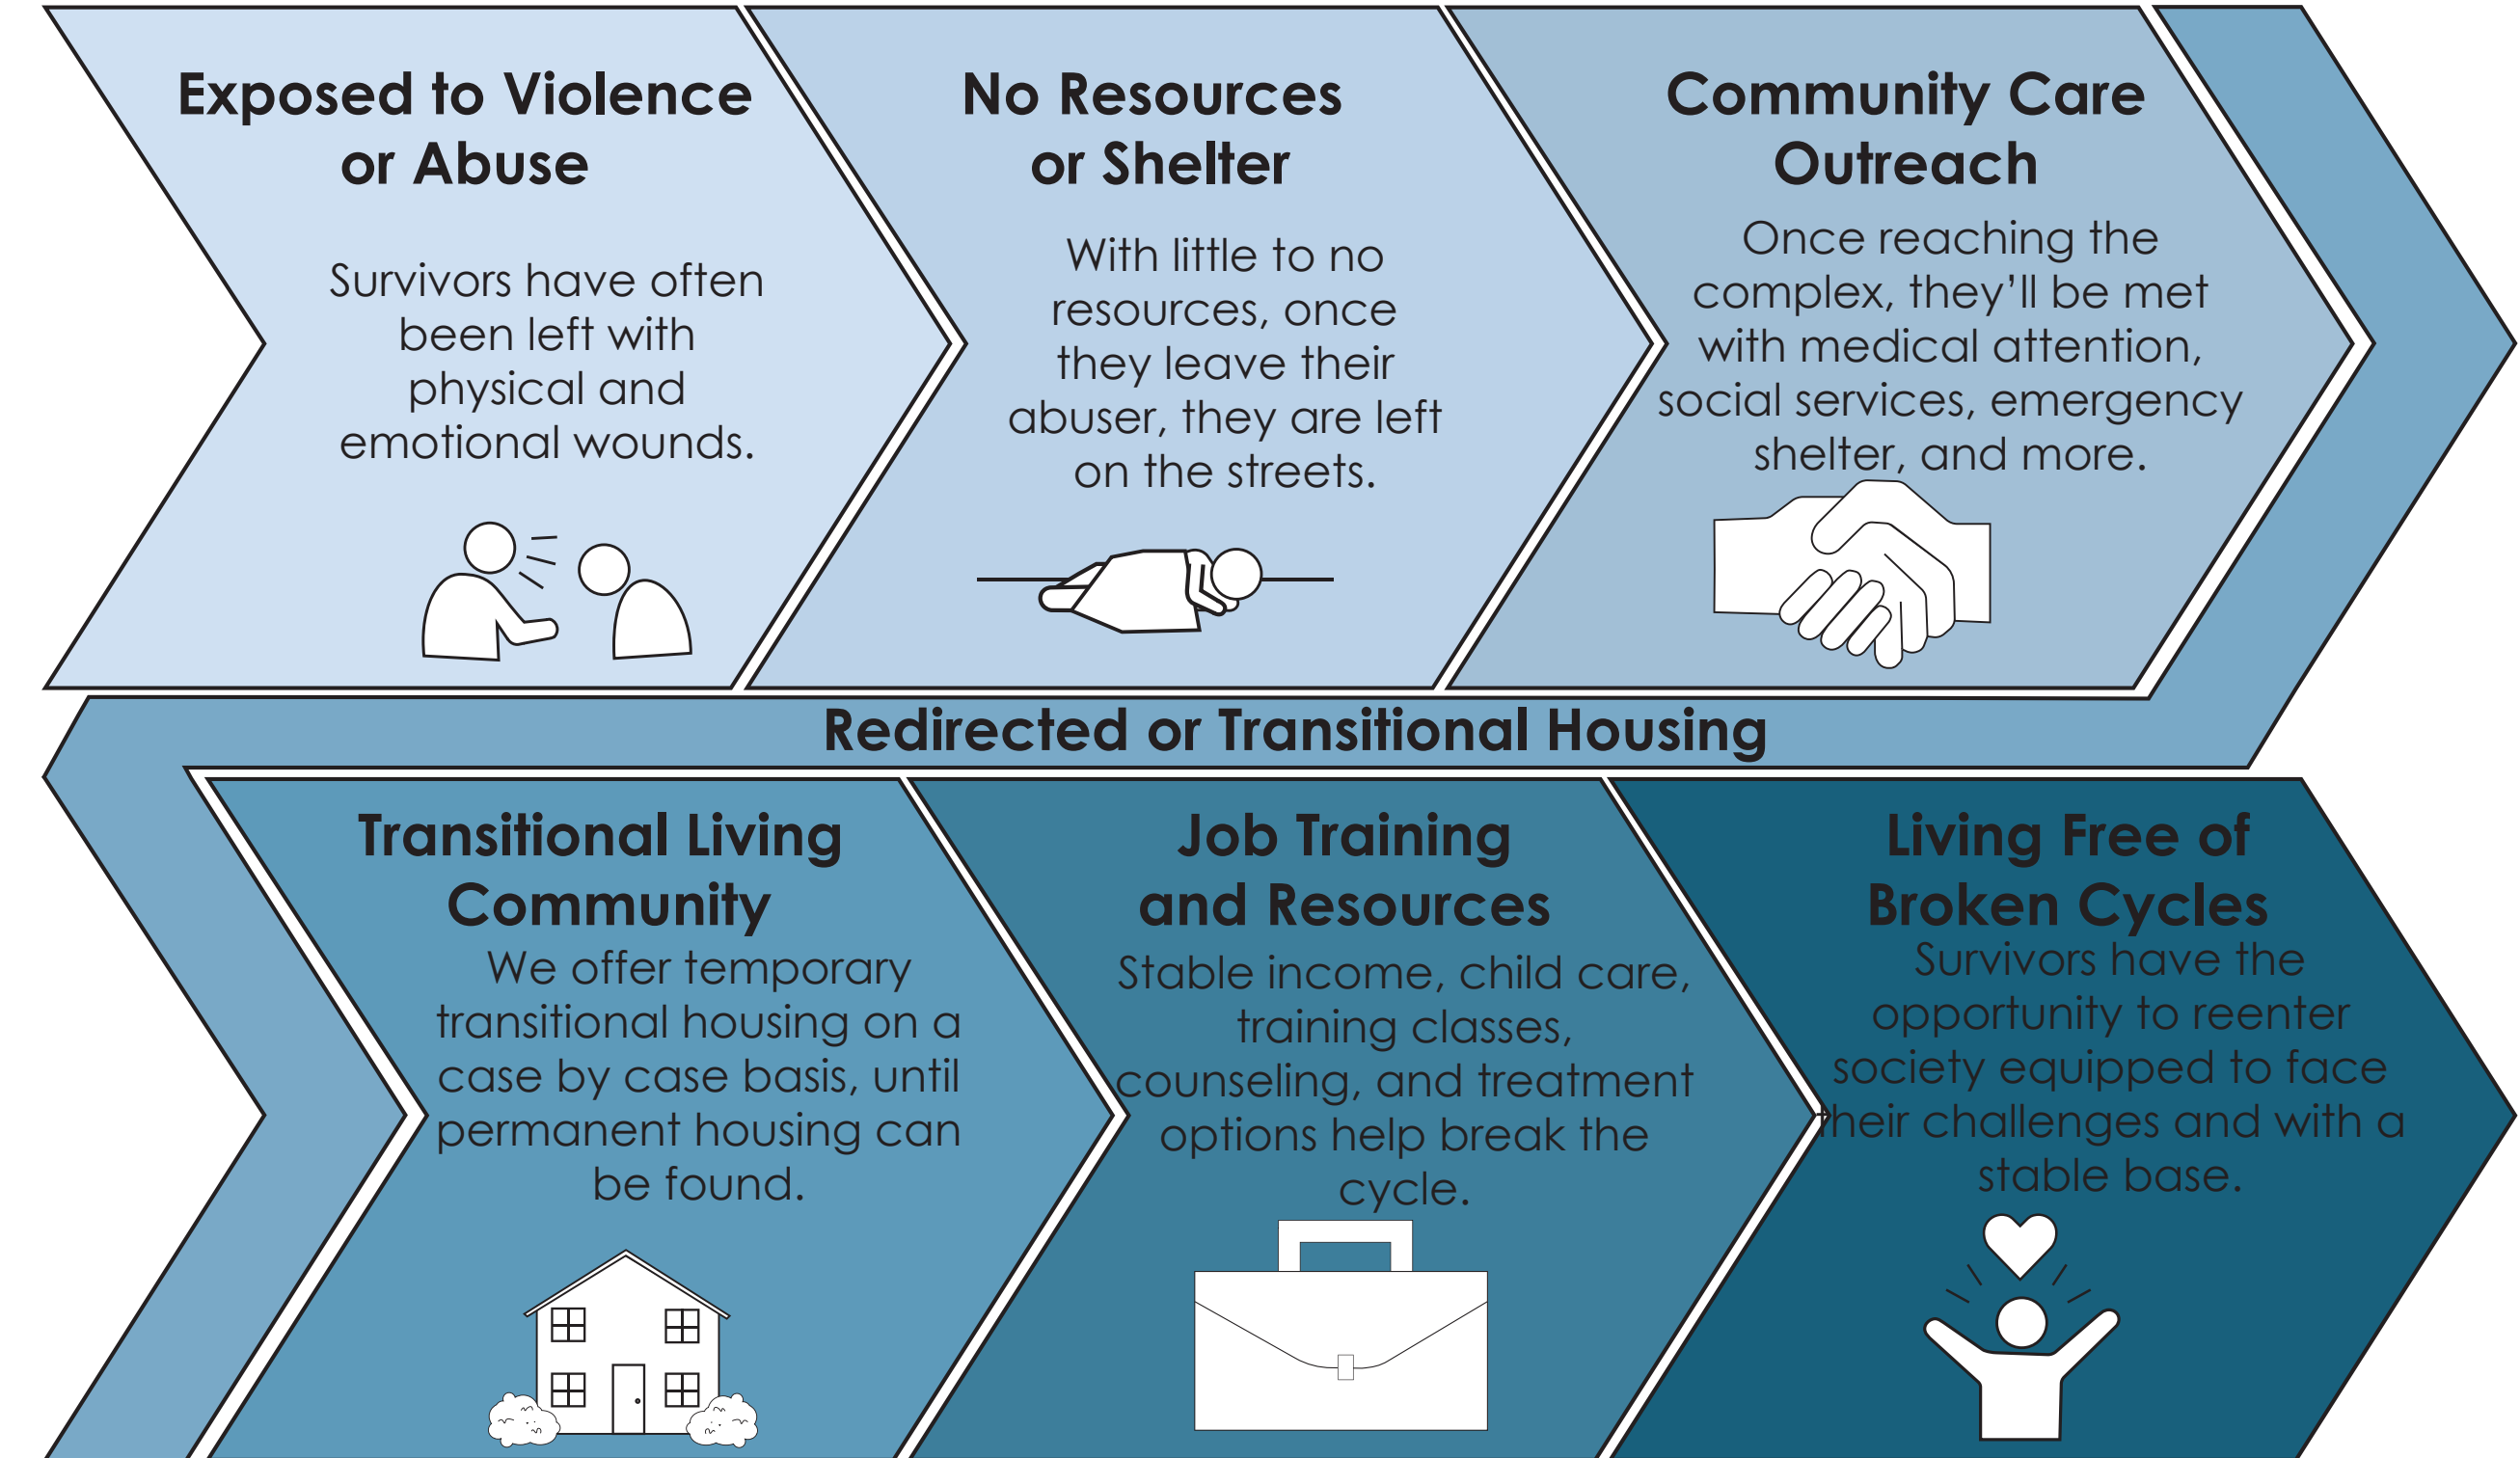 Exposed to Violence
or Abuse
Survivors have often
been left with
physical and
emotional wounds.
No Resources
or Shelter
With little to no
resources, once
they leave their
abuser, they are left
on the streets.
Community Care
Outreach
Once reaching the
complex, they’ll be met
with medical attention,
social services, emergency
shelter, and more.
Redirected or Transitional Housing
Transitional Living
Community
We offer temporary
transitional housing on a
case by case basis, until
permanent housing can
be found.
Job Training
and Resources
Stable income, child care,
training classes,
counseling, and treatment
options help break the
cycle.
Living Free of
Broken Cycles
Survivors have the
opportunity to reenter
society equipped to face
their challenges and with a
stable base.